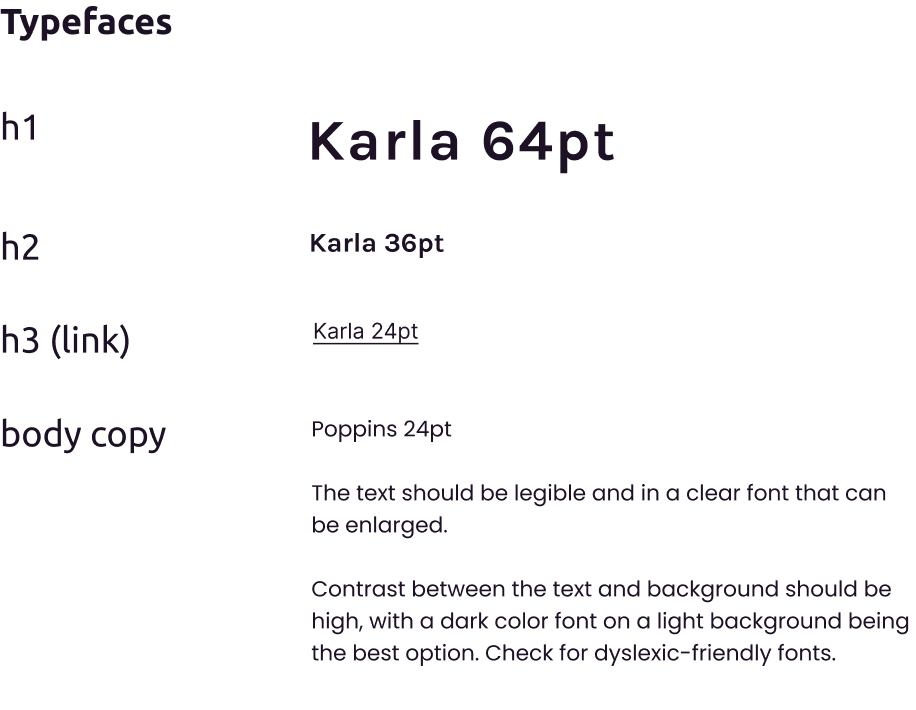 Typefaces
h1
Karla 64pt
h2
Karla 36pt
h3 (link)
Karla 24pt
body copy
Poppins 24pt
The text should be legible and in a clear font that can
be enlarged.
Contrast between the text and background should be
high, with a dark color font on a light background being
the best option. Check for dyslexic-friendly fonts.